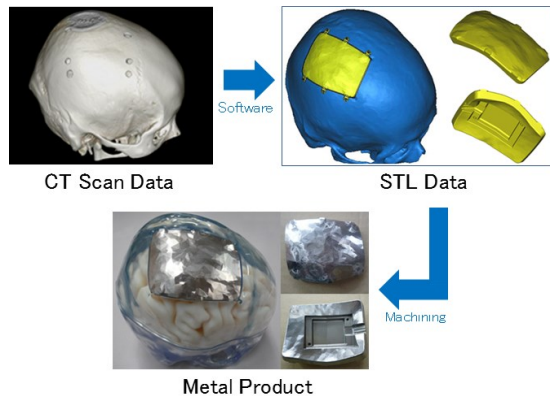 CT Scan Data
Software
STL Data
Machining
Metal Product